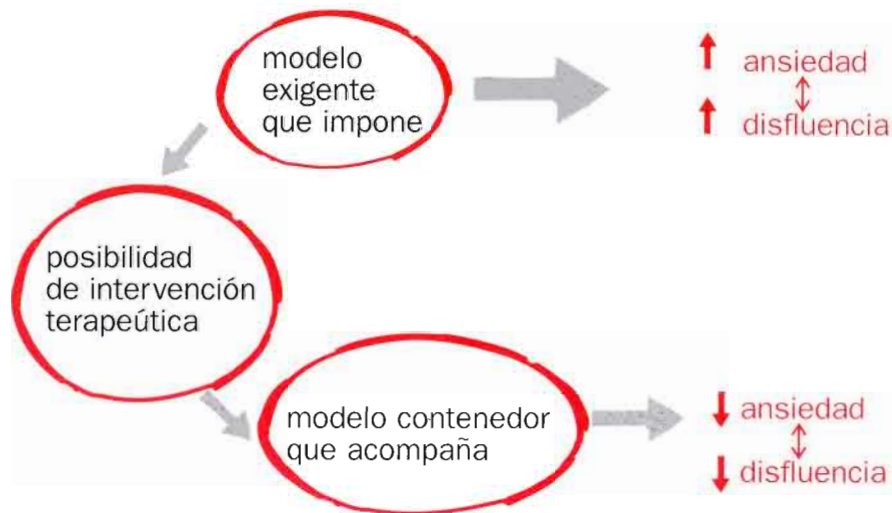 modelo
exigente
que impone
ansiedad
disfluencia
posibilidad
de intervención
terapeútica
modelo contenedor
que acompaña
ansiedad
disfluencia